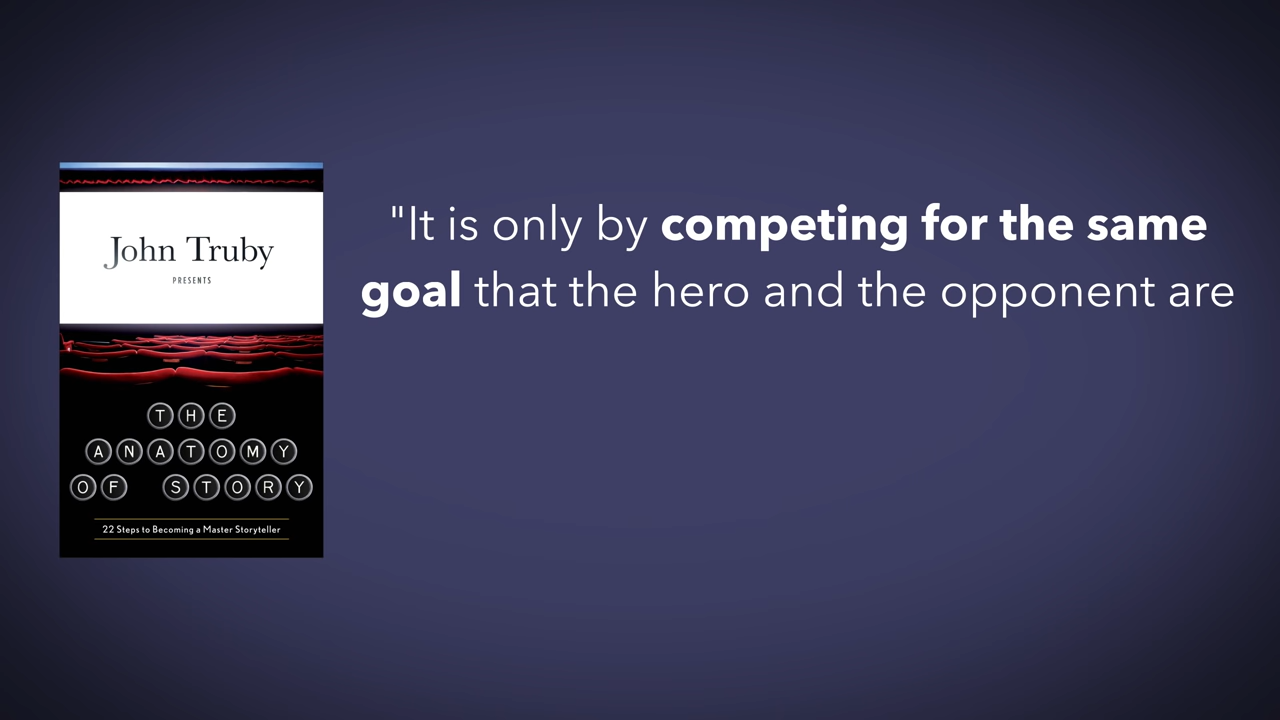 John Truby
PRESENTS
THE
ANATOMY
OF STORY
22 Steps to Becoming a Master Storyteller
"It is only by competing for the same
goal that the hero and the opponent are